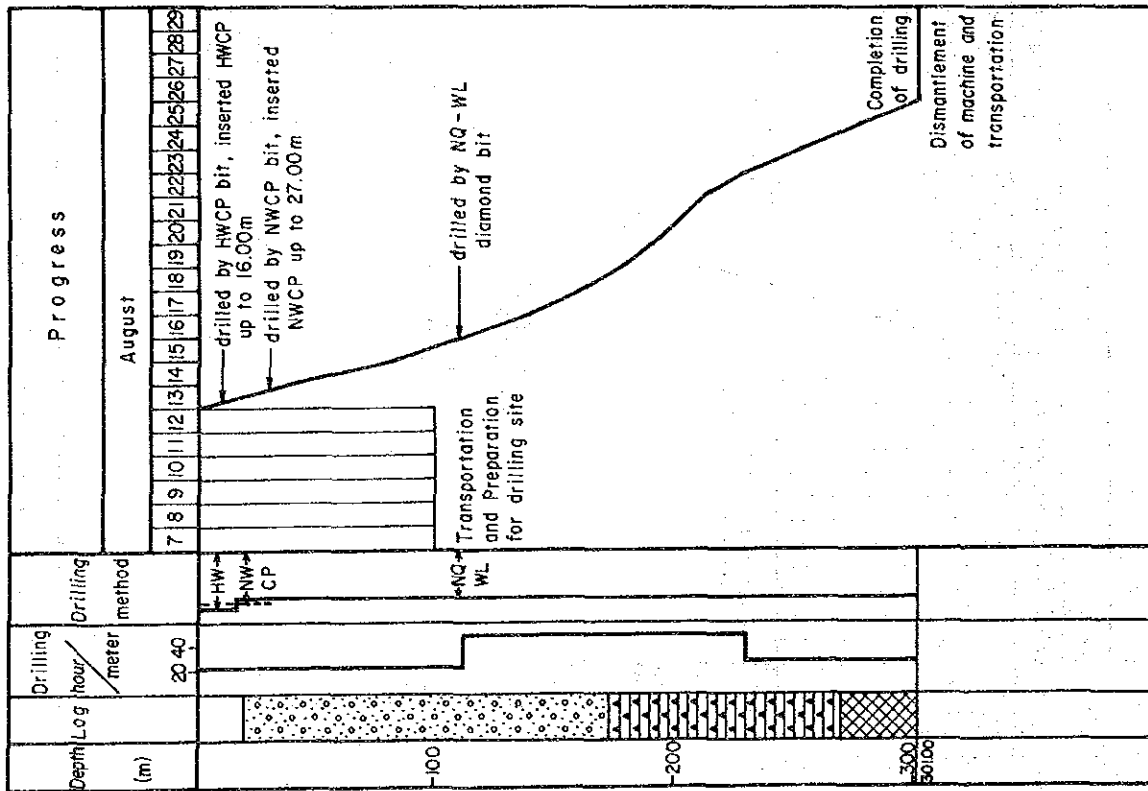 Progress
August
7 8 9 10 11 12 13 14 15 16 17 18 19 20 21 22 22 23 24 25 26 27 28 29
Depth
(m)
Log
Drilling
hour/meter
20 40
Drilling
method
HW
NW
CP
NQ
WL
drilled by HWCP bit, inserted HWCP
up to 16.00m
drilled by NWCP bit, inserted
NWCP up to 27.00m
drilled by NQ-WL
diamond bit
Transportation
and Preparation
for drilling site
Completion
of drilling
Dismantlement
of machine and
transportation
100
200
300
301.00